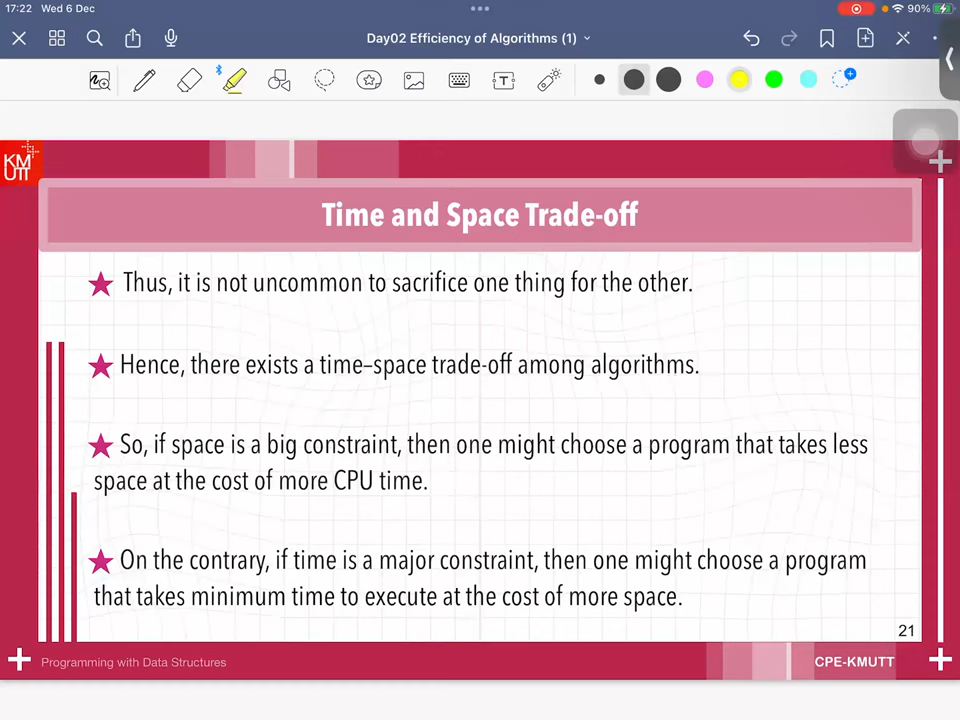 17:22 Wed 6 Dec
90%
Day02 Efficiency of Algorithms (1)
T
KM
UTT
Time and Space Trade-off
Thus, it is not uncommon to sacrifice one thing for the other.
Hence, there exists a time–space trade-off among algorithms.
So, if space is a big constraint, then one might choose a program that takes less
space at the cost of more CPU time.
On the contrary, if time is a major constraint, then one might choose a program
that takes minimum time to execute at the cost of more space.
21
Programming with Data Structures
CPE-KMUTT